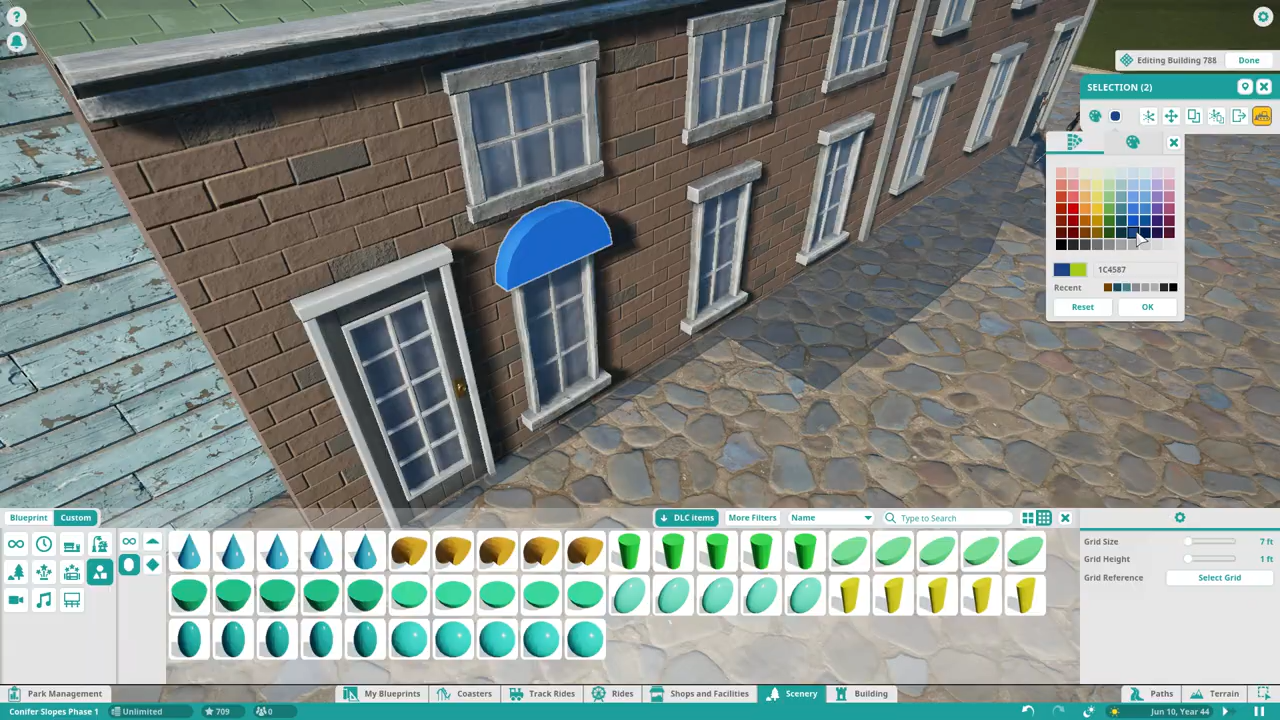 ?
Editing Building 788 Done
SELECTION (2)
1C4587
Recent
Reset OK
Blueprint Custom DLC items More Filters Name Type to Search
Grid Size 7 ft
Grid Height 1 ft
Grid Reference Select Grid
Park Management My Blueprints Coasters Track Rides Rides Shops and Facilities Scenery Building Paths Terrain
Conifer Slopes Phase 1 Unlimited 709 0 Jun 10, Year 44